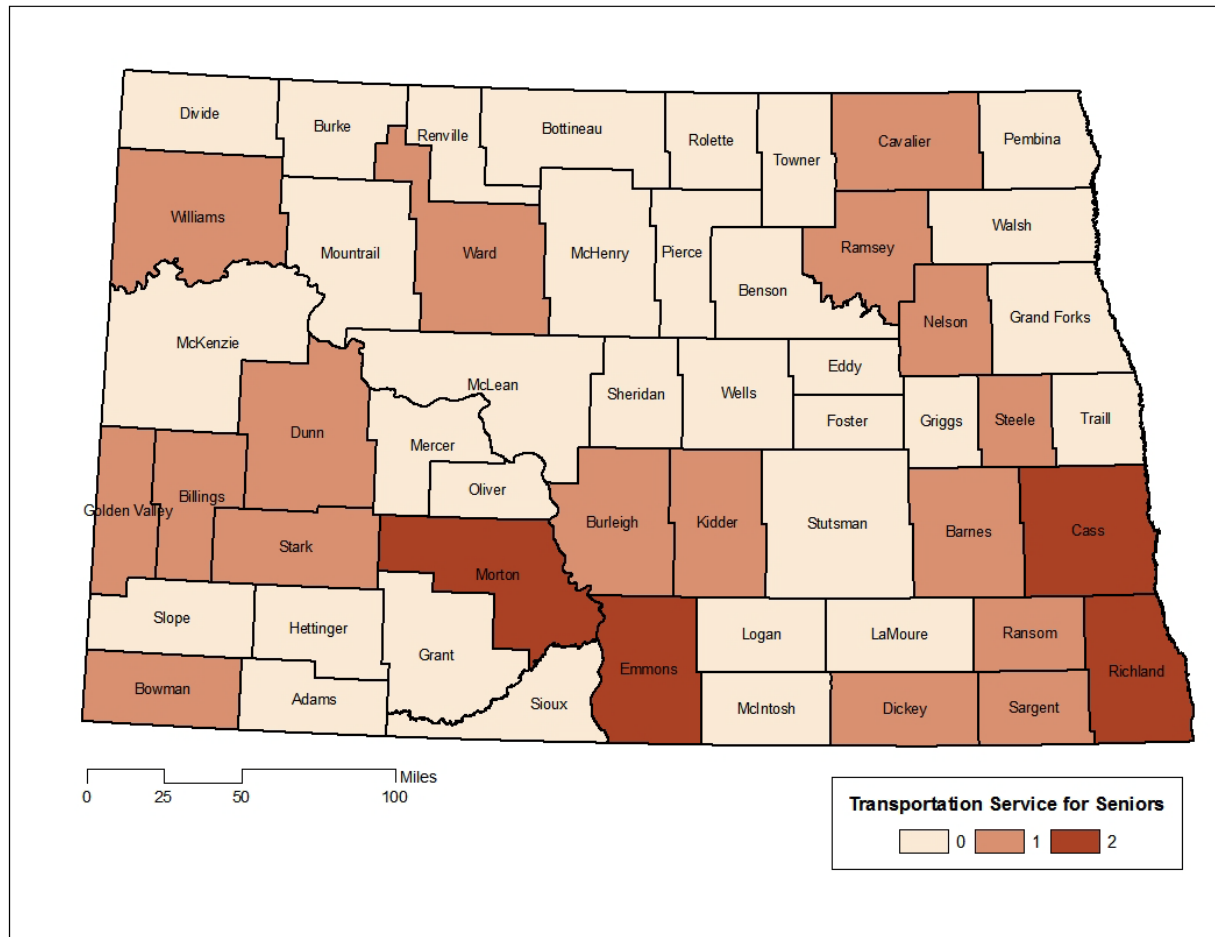 Divide
Burke
Renville
Bottineau
Rolette
Towner
Cavalier
Pembina
Williams
Mountrail
Ward
McHenry
Pierce
Benson
Ramsey
Walsh
McKenzie
Nelson
Grand Forks
McLean
Sheridan
Wells
Eddy
Foster
Griggs
Steele
Traill
Dunn
Mercer
Oliver
Golden Valley
Billings
Stark
Morton
Burleigh
Kidder
Stutsman
Barnes
Cass
Slope
Hettinger
Grant
Emmons
Logan
LaMoure
Ransom
Richland
Bowman
Adams
Sioux
McIntosh
Dickey
Sargent
Miles
0 25 50 100
Transportation Service for Seniors
0 1 2